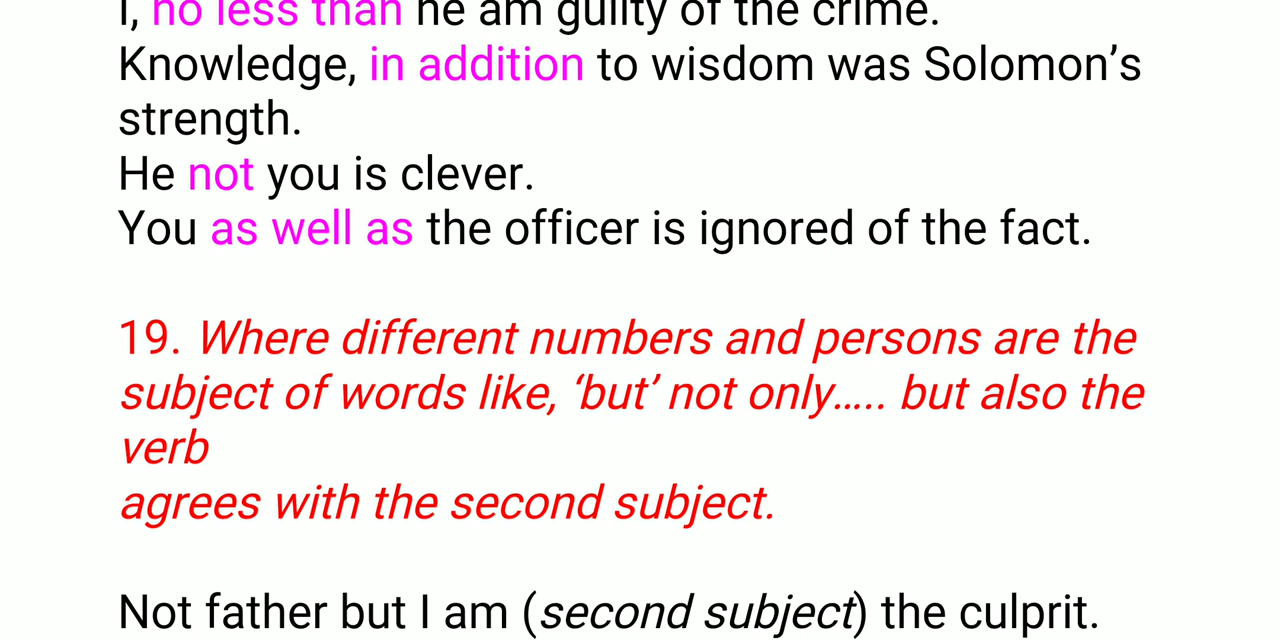 I, no less than he am guilty of the crime.
Knowledge, in addition to wisdom was Solomon’s
strength.
He not you is clever.
You as well as the officer is ignored of the fact.
19. Where different numbers and persons are the
subject of words like, ‘but’ not only..... but also the
verb
agrees with the second subject.
Not father but I am (second subject) the culprit.